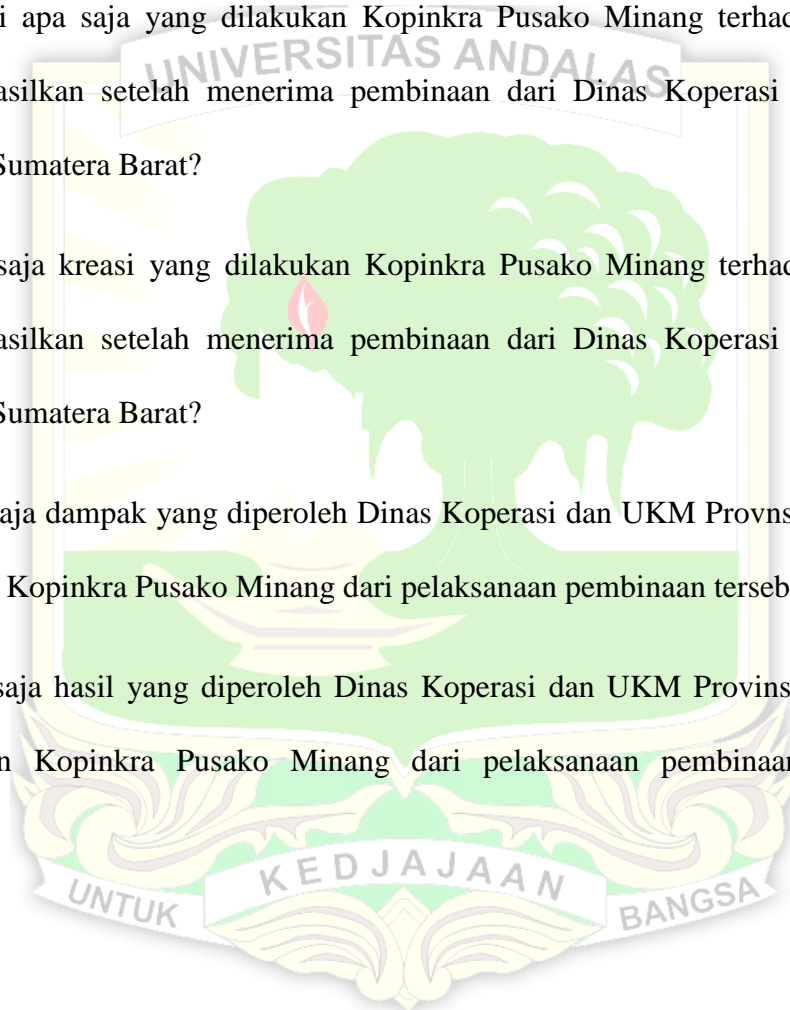 i apa saja yang dilakukan Kopinkra Pusako Minang terhad
UNIVERSITAS ANDALAS
asilkan setelah menerima pembinaan dari Dinas Koperasi
Sumatera Barat?
saja kreasi yang dilakukan Kopinkra Pusako Minang terhad
asilkan setelah menerima pembinaan dari Dinas Koperasi
Sumatera Barat?
aja dampak yang diperoleh Dinas Koperasi dan UKM Provns
Kopinkra Pusako Minang dari pelaksanaan pembinaan terseb
saja hasil yang diperoleh Dinas Koperasi dan UKM Provins
n Kopinkra Pusako Minang dari pelaksanaan pembinaan
UNTUK KEDJAJAAN BANGSA